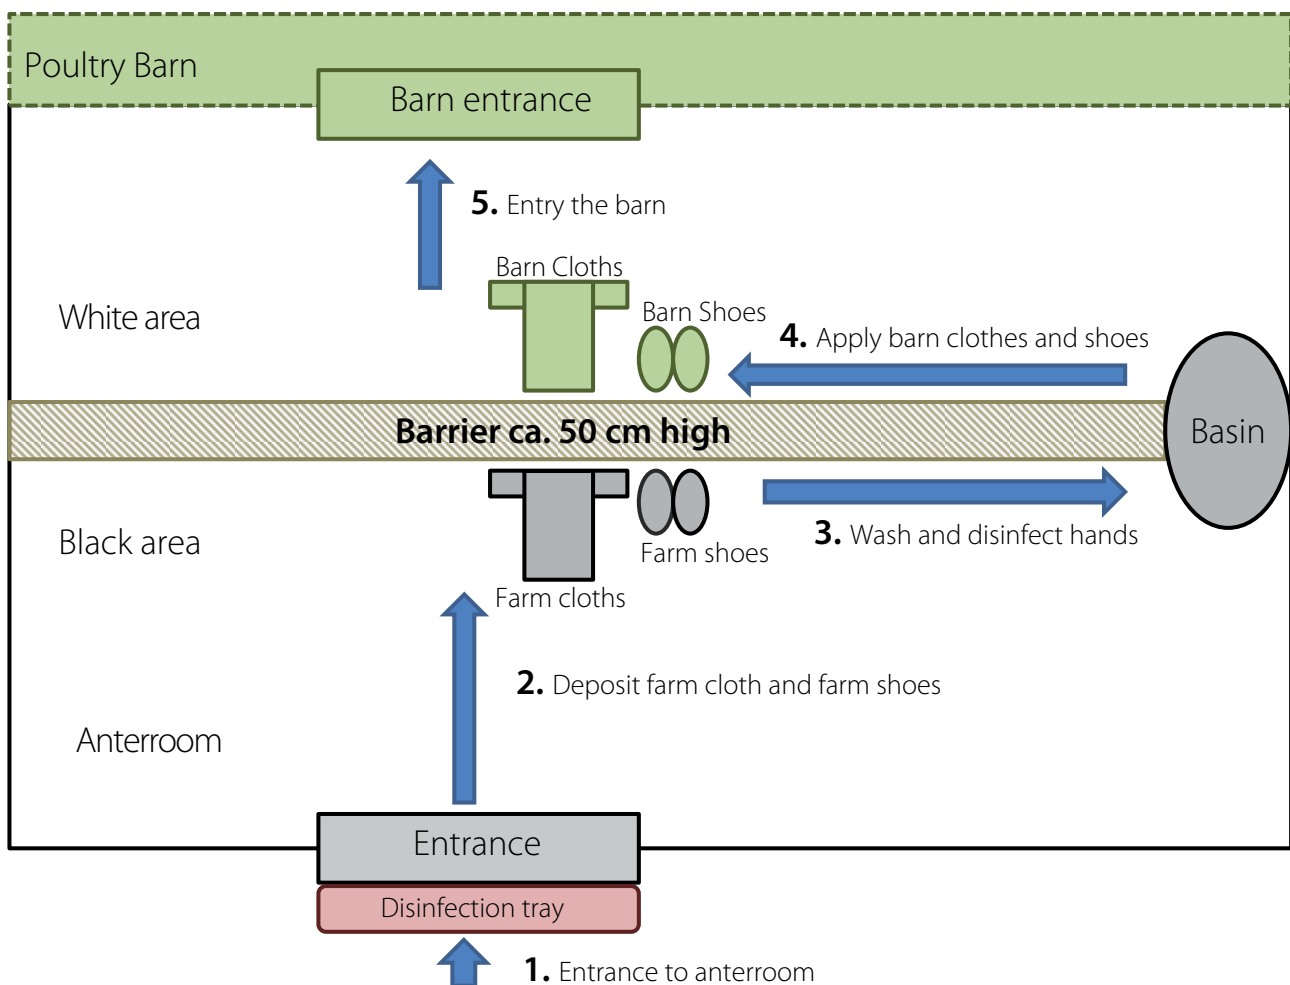 Poultry Barn
Barn entrance
5. Entry the barn
Barn Cloths
White area
Barn Shoes
4. Apply barn clothes and shoes
Barrier ca. 50 cm high
Basin
Black area
3. Wash and disinfect hands
Farm shoes
Farm cloths
2. Deposit farm cloth and farm shoes
Anterroom
Entrance
Disinfection tray
1. Entrance to anterroom